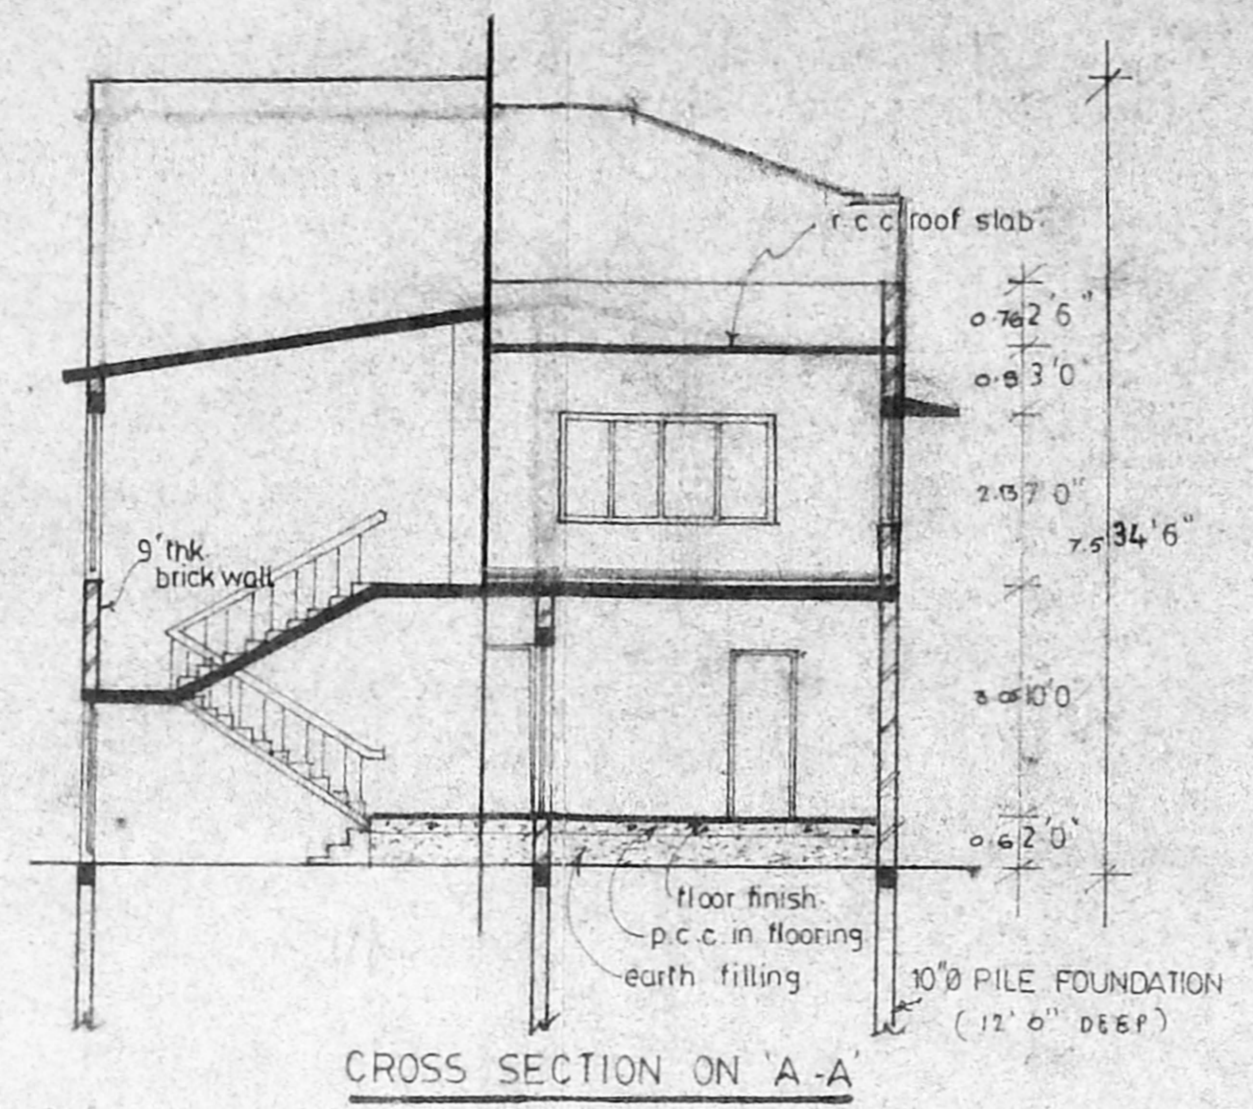 r.c.c. roof slab.
0.76 2'6"
0.9 3'0"
2.13 7'0"
7.5 34'6"
9" thk.
brick wall
3.05 10'0
0.6 2'0"
floor finish.
p.c.c. in flooring
earth filling.
10"Ø PILE FOUNDATION
(12'0" DEEP)
CROSS SECTION ON 'A-A'